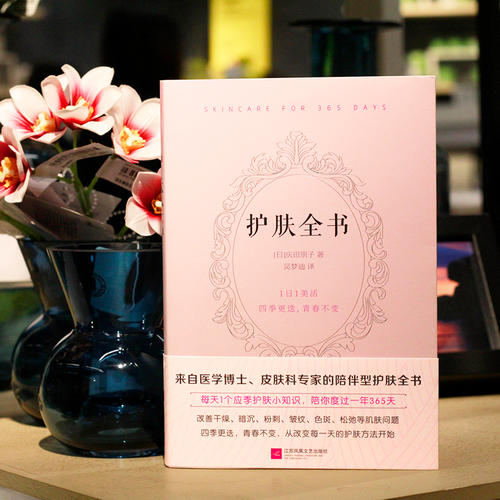 SKINCARE FOR 365 DAYS
护肤全书
[日]庆田朋子 著
吴梦迪 译
1日1美活
四季更迭，青春不变
来自医学博士、皮肤科专家的陪伴型护肤全书
每天1个应季护肤小知识，陪你度过一年365天
改善干燥、暗沉、粉刺、皱纹、色斑、松弛等肌肤问题
四季更迭，青春不变，从改变每一天的护肤方法开始
江苏凤凰文艺出版社